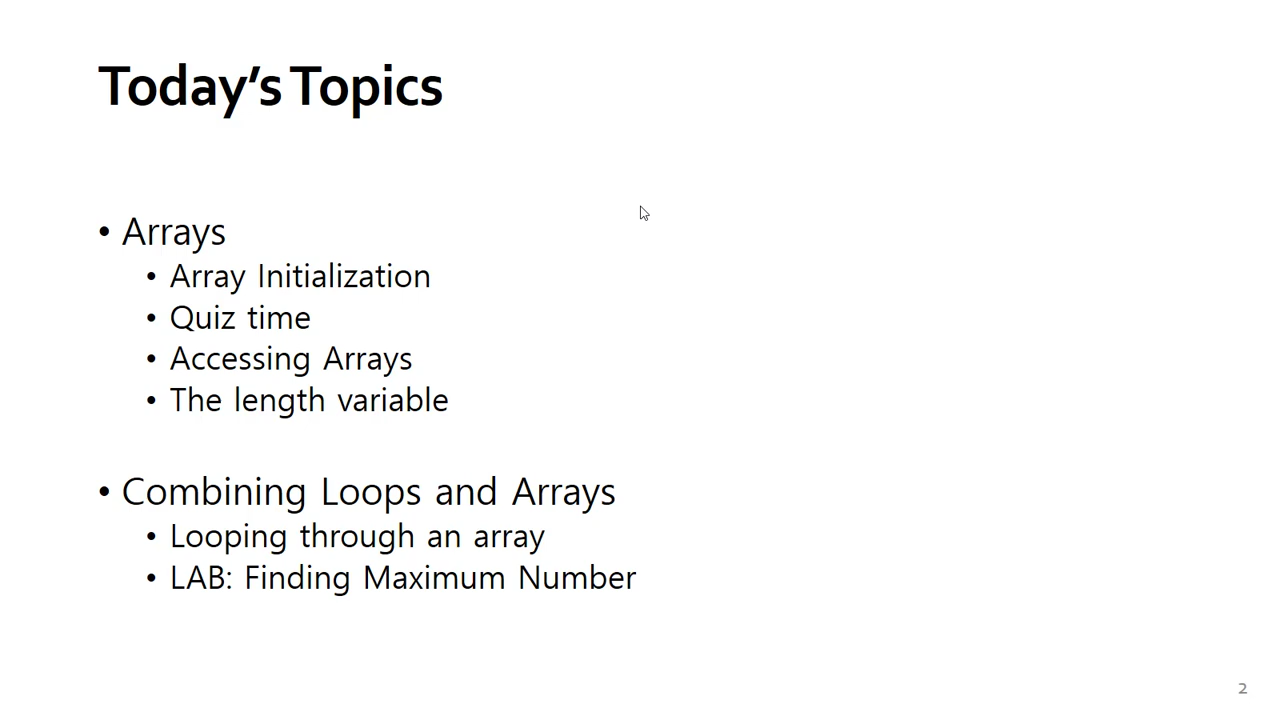 Today's Topics
• Arrays
• Array Initialization
• Quiz time
• Accessing Arrays
• The length variable
• Combining Loops and Arrays
• Looping through an array
• LAB: Finding Maximum Number
2